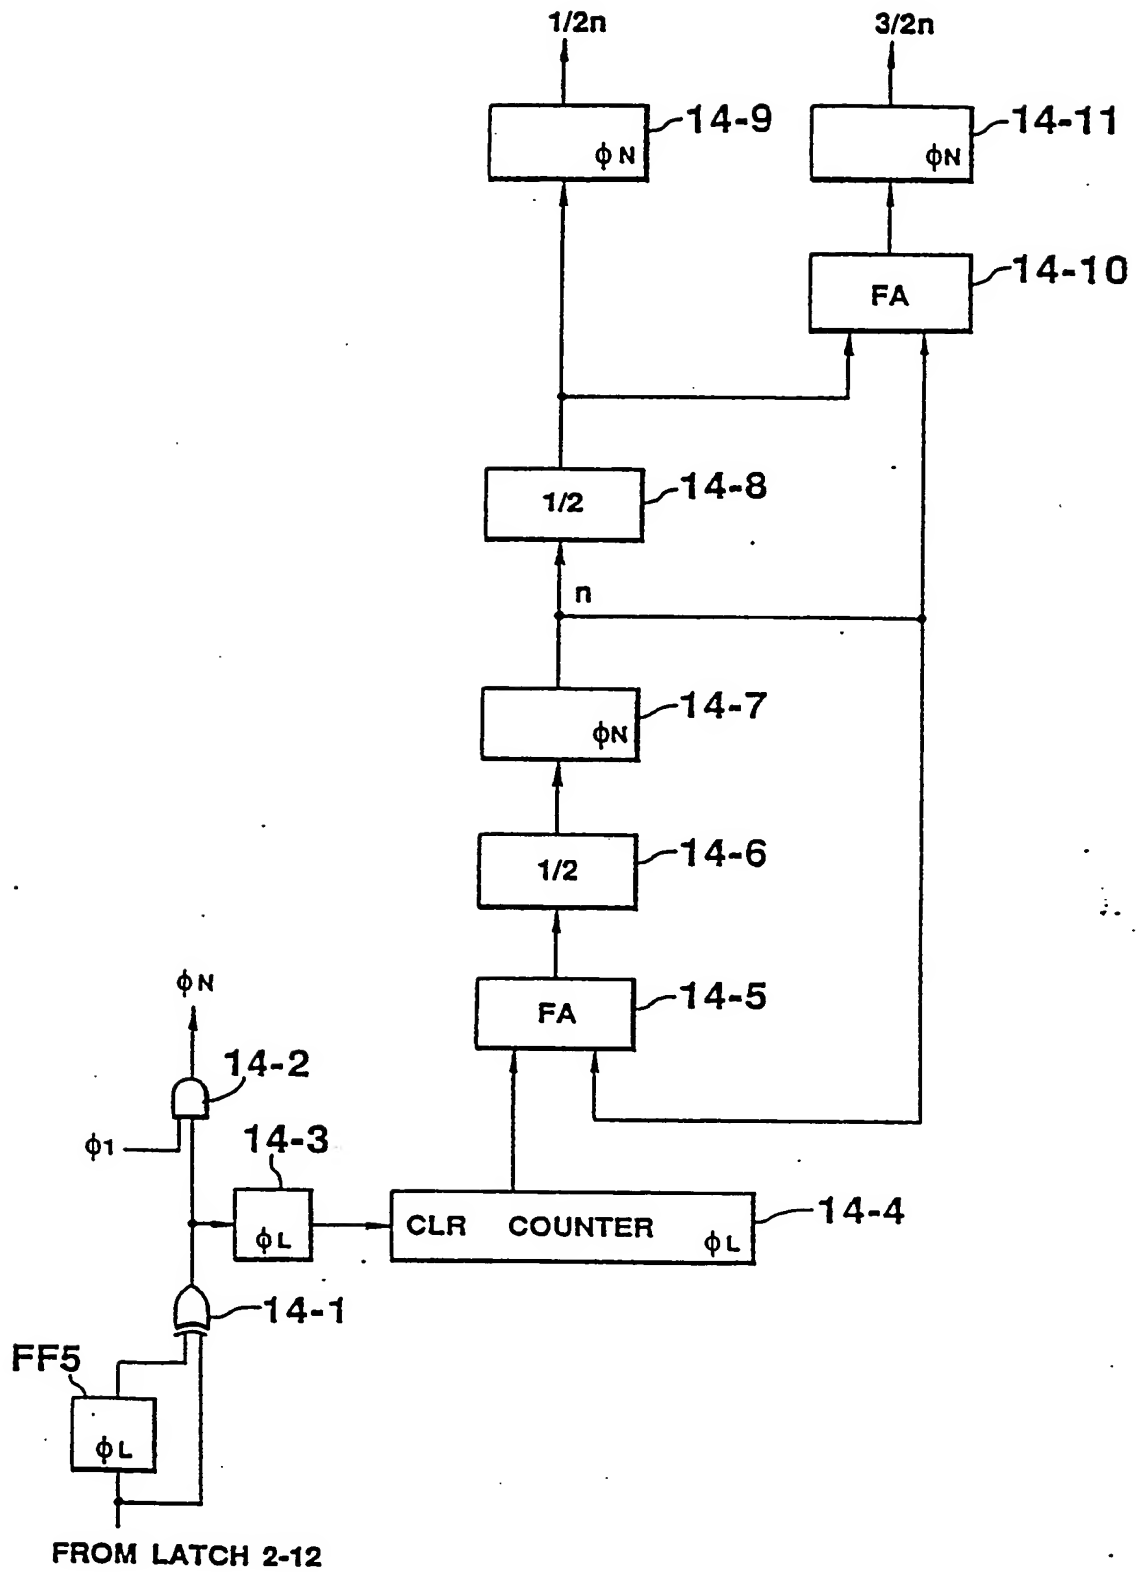 1/2n
3/2n
14-9
ϕN
14-11
ϕN
14-10
FA
14-8
1/2
n
14-7
ϕN
14-6
1/2
ϕN
14-5
FA
14-2
ϕ1
14-3
ϕL
CLR COUNTER ϕL
14-4
14-1
FF5
ϕL
FROM LATCH 2-12